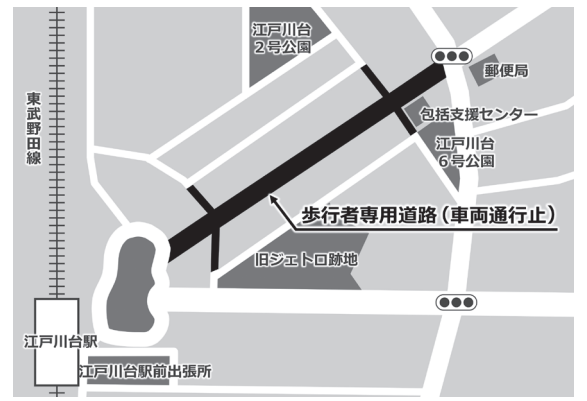 江戸川台
2号公園
郵便局
東武野田線
包括支援センター
江戸川台
6号公園
歩行者専用道路(車両通行止)
旧ジェトロ跡地
江戸川台駅
江戸川台駅前出張所